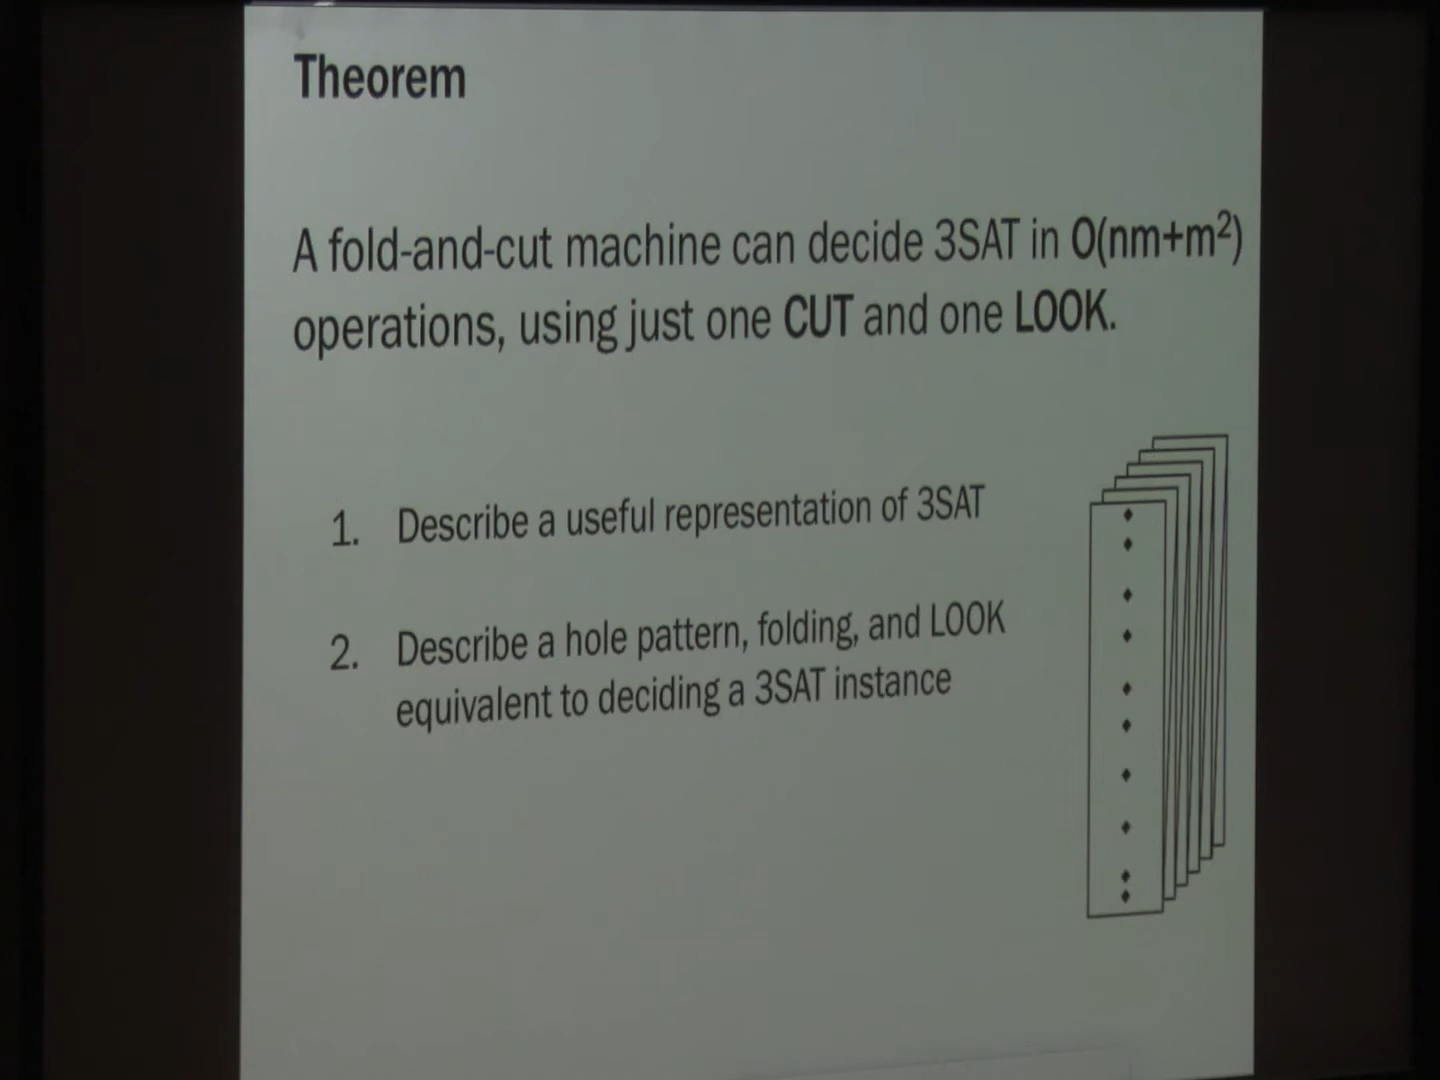 Theorem
A fold-and-cut machine can decide 3SAT in O(nm+m²)
operations, using just one CUT and one LOOK.
1. Describe a useful representation of 3SAT
2. Describe a hole pattern, folding, and LOOK
equivalent to deciding a 3SAT instance